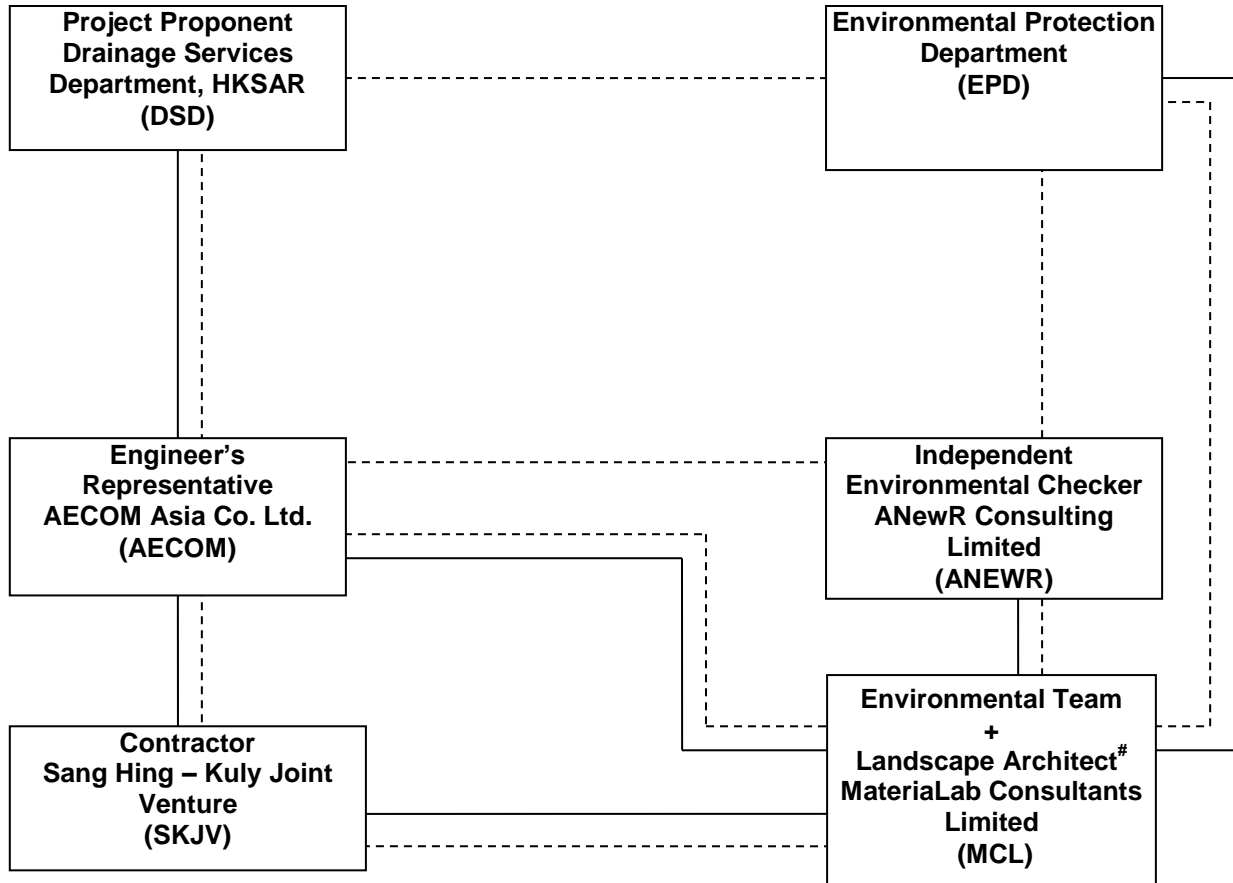 Project Proponent
Drainage Services
Department, HKSAR
(DSD)
Environmental Protection
Department
(EPD)
Engineer’s
Representative
AECOM Asia Co. Ltd.
(AECOM)
Independent
Environmental Checker
ANewR Consulting
Limited
(ANEWR)
Contractor
Sang Hing – Kuly Joint
Venture
(SKJV)
Environmental Team
+
Landscape Architect#
MateriaLab Consultants
Limited
(MCL)